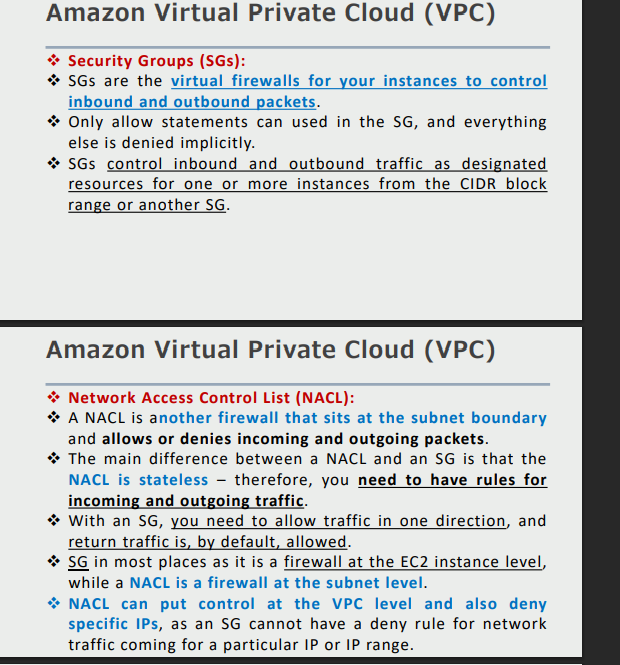 Amazon Virtual Private Cloud (VPC)
❖ Security Groups (SGs):
❖ SGs are the virtual firewalls for your instances to control
inbound and outbound packets.
❖ Only allow statements can used in the SG, and everything
else is denied implicitly.
❖ SGs control inbound and outbound traffic as designated
resources for one or more instances from the CIDR block
range or another SG.
Amazon Virtual Private Cloud (VPC)
❖ Network Access Control List (NACL):
❖ A NACL is another firewall that sits at the subnet boundary
and allows or denies incoming and outgoing packets.
❖ The main difference between a NACL and an SG is that the
NACL is stateless – therefore, you need to have rules for
incoming and outgoing traffic.
❖ With an SG, you need to allow traffic in one direction, and
return traffic is, by default, allowed.
❖ SG in most places as it is a firewall at the EC2 instance level,
while a NACL is a firewall at the subnet level.
❖ NACL can put control at the VPC level and also deny
specific IPs, as an SG cannot have a deny rule for network
traffic coming for a particular IP or IP range.